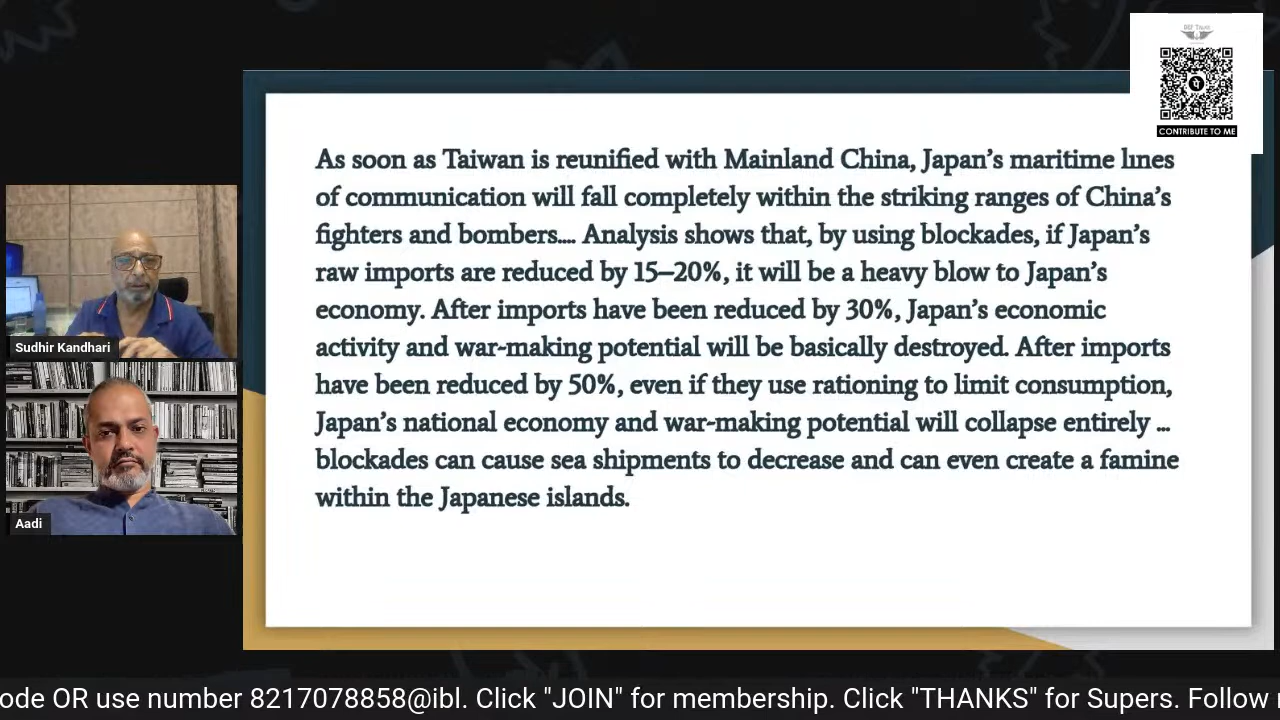 DEF TALKS
CONTRIBUTE TO ME
As soon as Taiwan is reunified with Mainland China, Japan’s maritime lines
of communication will fall completely within the striking ranges of China’s
fighters and bombers.... Analysis shows that, by using blockades, if Japan’s
raw imports are reduced by 15–20%, it will be a heavy blow to Japan’s
economy. After imports have been reduced by 30%, Japan’s economic
activity and war-making potential will be basically destroyed. After imports
have been reduced by 50%, even if they use rationing to limit consumption,
Japan’s national economy and war-making potential will collapse entirely ...
blockades can cause sea shipments to decrease and can even create a famine
within the Japanese islands.
Sudhir Kandhari
Aadi
ode OR use number 8217078858@ibl. Click "JOIN" for membership. Click "THANKS" for Supers. Follow